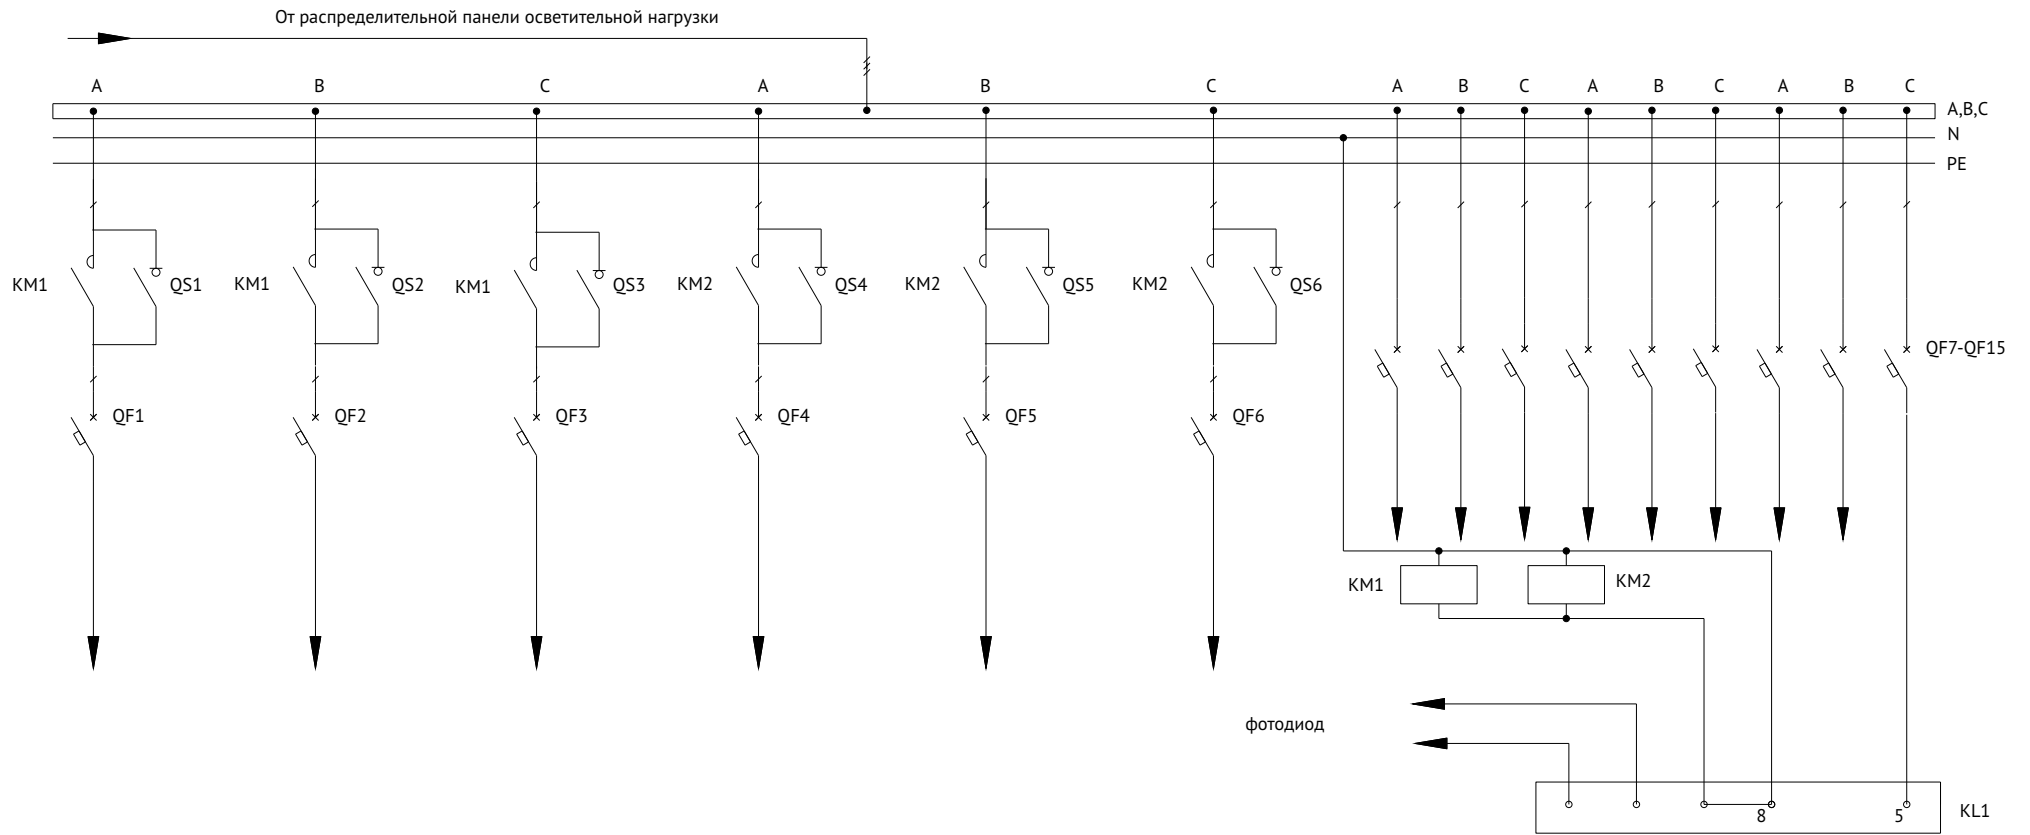 От распределительной панели осветительной нагрузки
A B C A B C A B C A B C A B C
A,B,C
N
PE
KM1 QS1 KM1 QS2 KM1 QS3 KM2 QS4 KM2 QS5 KM2 QS6
QF7-QF15
QF1 QF2 QF3 QF4 QF5 QF6
KM1 KM2
фотодиод
8 5 KL1